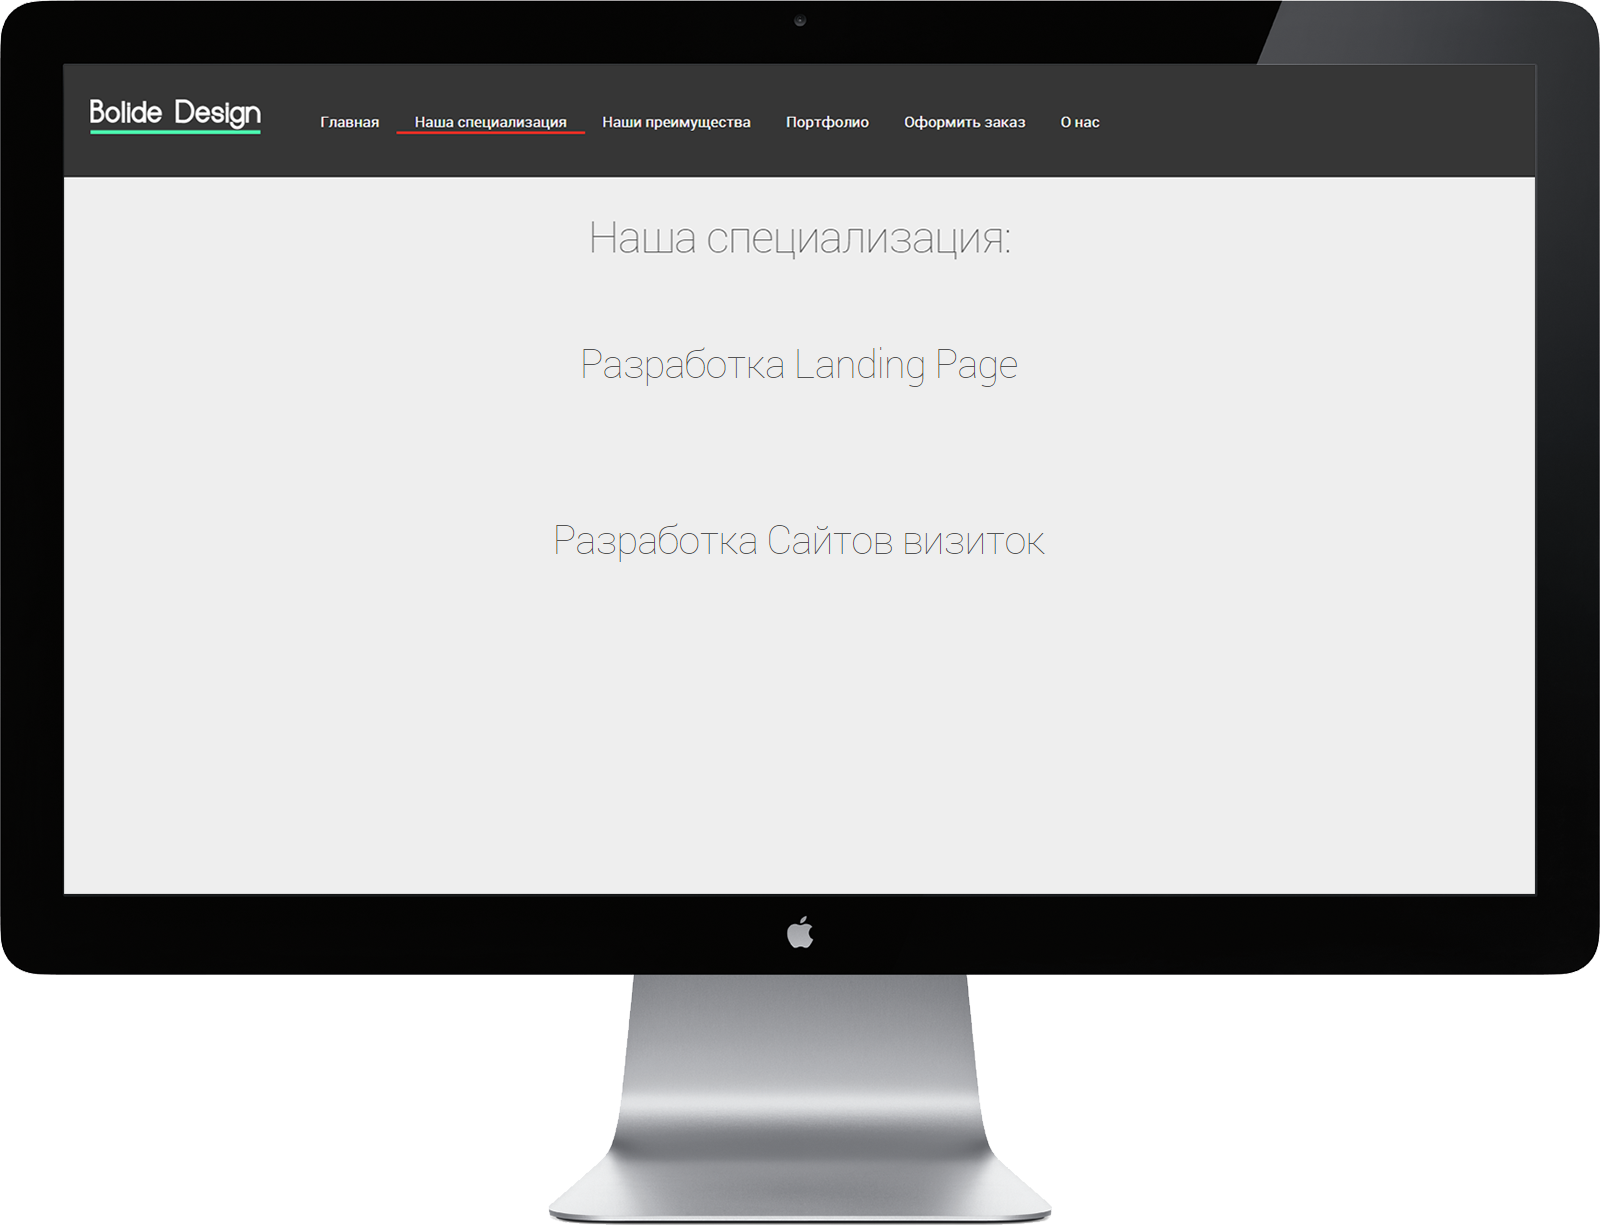 Bolide Design
Главная Наша специализация Наши преимущества Портфолио Оформить заказ О нас
Наша специализация:
Разработка Landing Page
Разработка Сайтов визиток